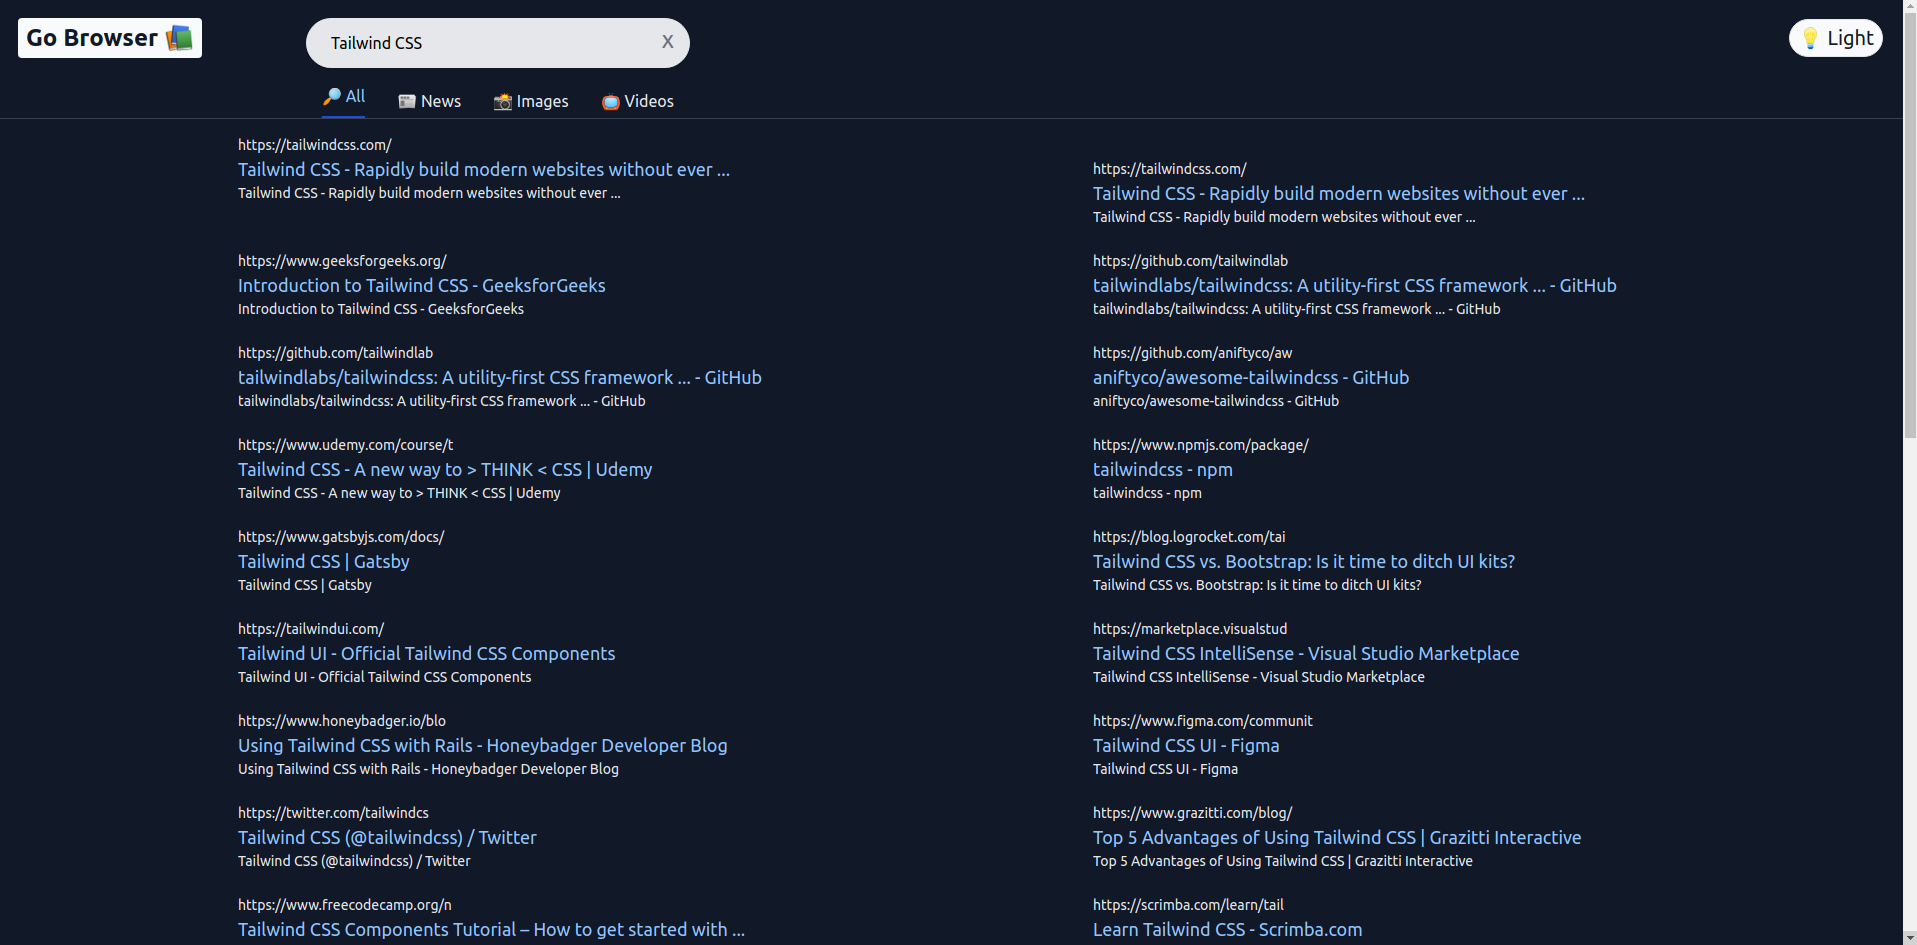 Go Browser
Tailwind CSS X
Light
All News Images Videos
https://tailwindcss.com/
Tailwind CSS - Rapidly build modern websites without ever ...
Tailwind CSS - Rapidly build modern websites without ever ...
https://tailwindcss.com/
Tailwind CSS - Rapidly build modern websites without ever ...
Tailwind CSS - Rapidly build modern websites without ever ...
https://www.geeksforgeeks.org/
Introduction to Tailwind CSS - GeeksforGeeks
Introduction to Tailwind CSS - GeeksforGeeks
https://github.com/tailwindlab
tailwindlabs/tailwindcss: A utility-first CSS framework ... - GitHub
tailwindlabs/tailwindcss: A utility-first CSS framework ... - GitHub
https://github.com/tailwindlab
tailwindlabs/tailwindcss: A utility-first CSS framework ... - GitHub
tailwindlabs/tailwindcss: A utility-first CSS framework ... - GitHub
https://github.com/aniftyco/aw
aniftyco/awesome-tailwindcss - GitHub
aniftyco/awesome-tailwindcss - GitHub
https://www.udemy.com/course/t
Tailwind CSS - A new way to > THINK < CSS | Udemy
Tailwind CSS - A new way to > THINK < CSS | Udemy
https://www.npmjs.com/package/
tailwindcss - npm
tailwindcss - npm
https://www.gatsbyjs.com/docs/
Tailwind CSS | Gatsby
Tailwind CSS | Gatsby
https://blog.logrocket.com/tai
Tailwind CSS vs. Bootstrap: Is it time to ditch UI kits?
Tailwind CSS vs. Bootstrap: Is it time to ditch UI kits?
https://tailwindui.com/
Tailwind UI - Official Tailwind CSS Components
Tailwind UI - Official Tailwind CSS Components
https://marketplace.visualstud
Tailwind CSS IntelliSense - Visual Studio Marketplace
Tailwind CSS IntelliSense - Visual Studio Marketplace
https://www.honeybadger.io/blo
Using Tailwind CSS with Rails - Honeybadger Developer Blog
Using Tailwind CSS with Rails - Honeybadger Developer Blog
https://www.figma.com/communit
Tailwind CSS UI - Figma
Tailwind CSS UI - Figma
https://twitter.com/tailwindcs
Tailwind CSS (@tailwindcss) / Twitter
Tailwind CSS (@tailwindcss) / Twitter
https://www.grazitti.com/blog/
Top 5 Advantages of Using Tailwind CSS | Grazitti Interactive
Top 5 Advantages of Using Tailwind CSS | Grazitti Interactive
https://www.freecodecamp.org/n
Tailwind CSS Components Tutorial – How to get started with ...
https://scrimba.com/learn/tail
Learn Tailwind CSS - Scrimba.com